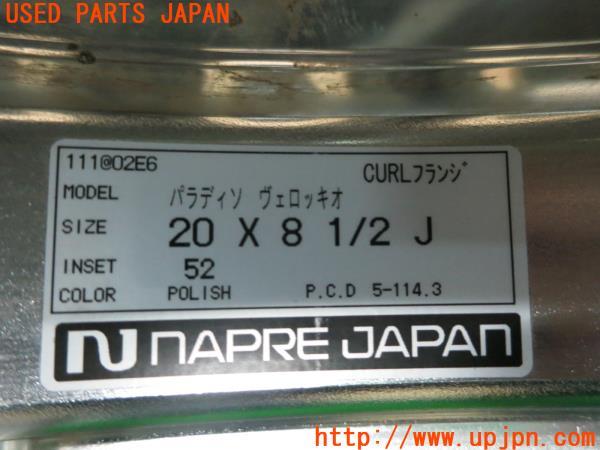 USED PARTS JAPAN
111@02E6
CURLフランジ
MODEL パラディソ ヴェロッキオ
SIZE 20 X 8 1/2 J
INSET 52
COLOR POLISH P.C.D 5-114.3
NAPRE JAPAN
http://www.upjpn.com